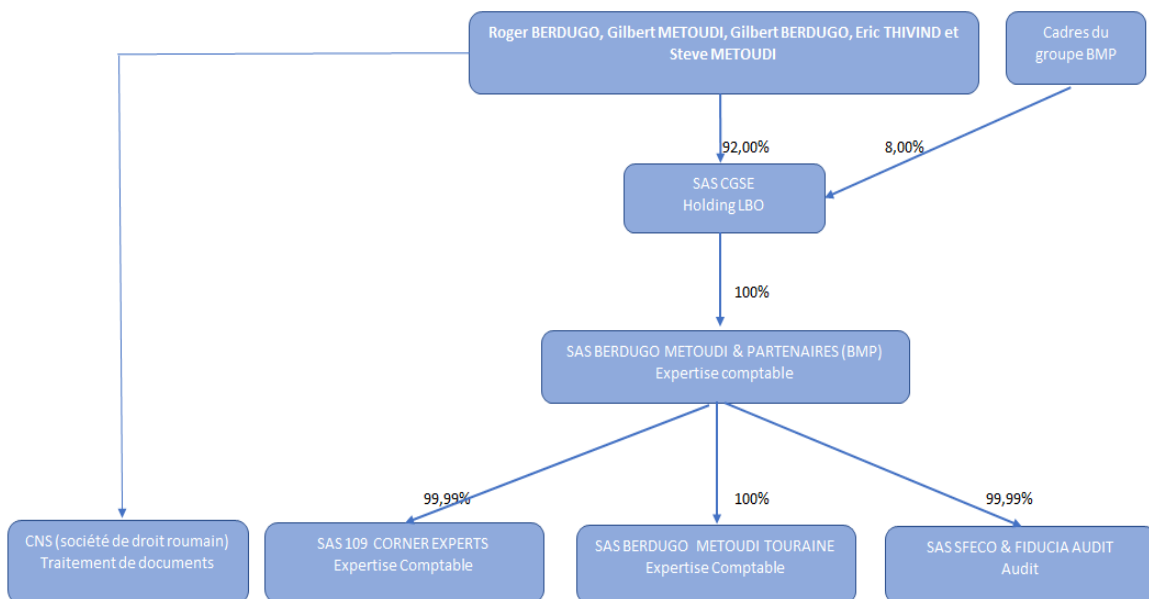 Roger BERDUGO, Gilbert METOUDI, Gilbert BERDUGO, Eric THIVIND et
Steve METOUDI
Cadres du
groupe BMP
92,00%
8,00%
SAS CGSE
Holding LBO
100%
SAS BERDUGO METOUDI & PARTENAIRES (BMP)
Expertise comptable
99,99%
100%
99,99%
CNS (société de droit roumain)
Traitement de documents
SAS 109 CORNER EXPERTS
Expertise Comptable
SAS BERDUGO METOUDI TOURAINE
Expertise Comptable
SAS SFECO & FIDUCIA AUDIT
Audit